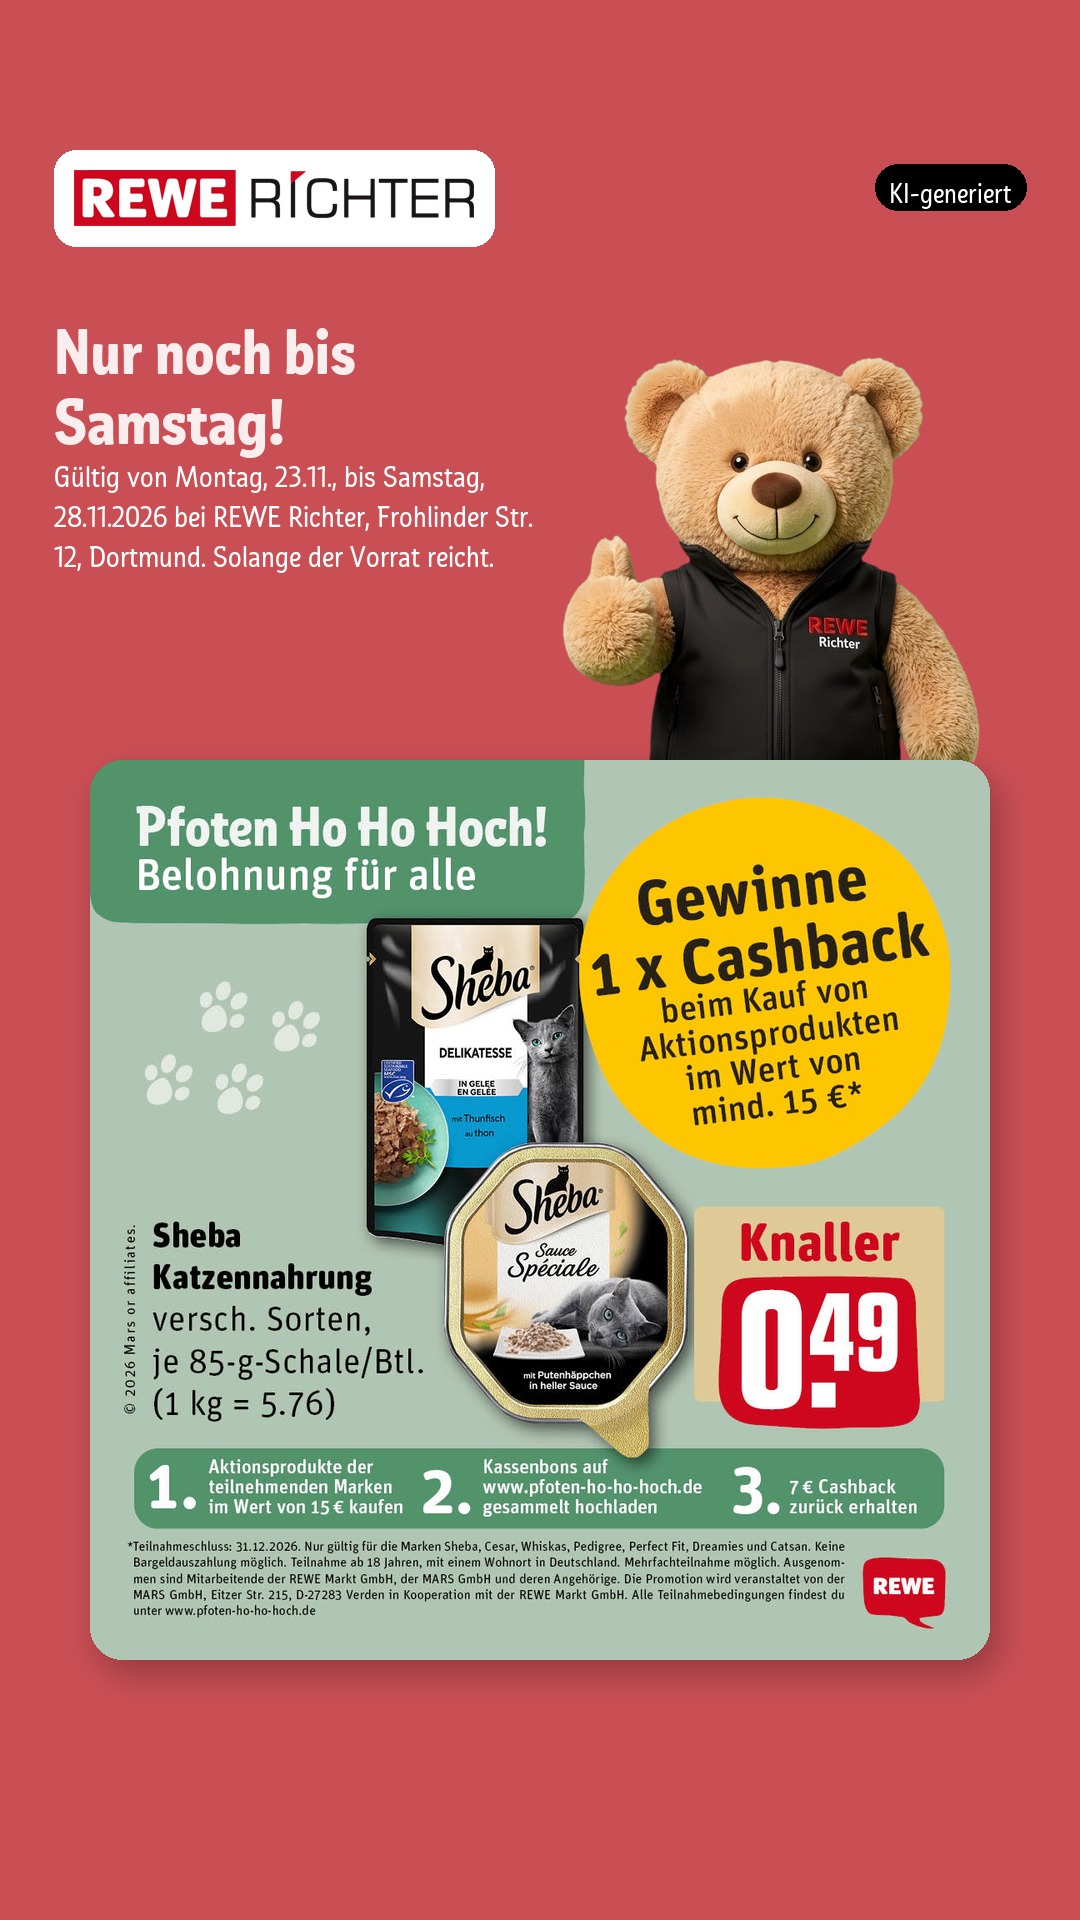 REWE RICHTER
KI-generiert
Nur noch bis
Samstag!
Gültig von Montag, 23.11., bis Samstag,
28.11.2026 bei REWE Richter, Frohlinder Str.
12, Dortmund. Solange der Vorrat reicht.
REWE
Richter
Pfoten Ho Ho Hoch!
Belohnung für alle
Gewinne
1 x Cashback
beim Kauf von
Aktionsprodukten
im Wert von
mind. 15 €*
Sheba
DELIKATESSE
IN GELEE
EN GELÉE
mit Thunfisch
au thon
CERTIFIED
SUSTAINABLE
SEAFOOD
MSC
Sheba
Sauce
Spéciale
mit Putenhäppchen
in heller Sauce
© 2026 Mars or affiliates.
Sheba
Katzennahrung
versch. Sorten,
je 85-g-Schale/Btl.
(1 kg = 5.76)
Knaller
0.49
1. Aktionsprodukte der
teilnehmenden Marken
im Wert von 15 € kaufen
2. Kassenbons auf
www.pfoten-ho-ho-hoch.de
gesammelt hochladen
3. 7 € Cashback
zurück erhalten
*Teilnahmeschluss: 31.12.2026. Nur gültig für die Marken Sheba, Cesar, Whiskas, Pedigree, Perfect Fit, Dreamies und Catsan. Keine
Bargeldauszahlung möglich. Teilnahme ab 18 Jahren, mit einem Wohnort in Deutschland. Mehrfachteilnahme möglich. Ausgenom-
men sind Mitarbeitende der REWE Markt GmbH, der MARS GmbH und deren Angehörige. Die Promotion wird veranstaltet von der
MARS GmbH, Eitzer Str. 215, D-27283 Verden in Kooperation mit der REWE Markt GmbH. Alle Teilnahmebedingungen findest du
unter www.pfoten-ho-ho-hoch.de
REWE